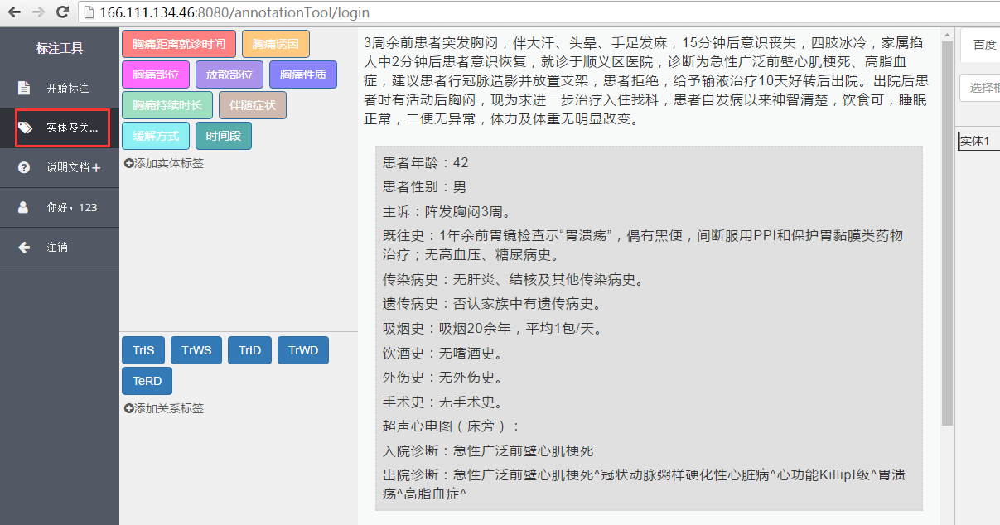 166.111.134.46:8080/annotationTool/login
标注工具
开始标注
实体及关...
说明文档+
你好，123
注销
胸痛距离就诊时间 胸痛诱因
胸痛部位 放散部位 胸痛性质
胸痛持续时长 伴随症状
缓解方式 时间段
添加实体标签
TrIS TrWS TrID TrWD
TeRD
添加关系标签
3周余前患者突发胸闷，伴大汗、头晕、手足发麻，15分钟后意识丧失，四肢冰冷，家属掐
人中2分钟后患者意识恢复，就诊于顺义区医院，诊断为急性广泛前壁心肌梗死、高脂血
症，建议患者行冠脉造影并放置支架，患者拒绝，给予输液治疗10天好转后出院。出院后患
者时有活动后胸闷，现为求进一步治疗入住我科，患者自发病以来神智清楚，饮食可，睡眠
正常，二便无异常，体力及体重无明显改变。
患者年龄：42
患者性别：男
主诉：阵发胸闷3周。
既往史：1年余前胃镜检查示“胃溃疡”，偶有黑便，间断服用PPI和保护胃黏膜类药物
治疗；无高血压、糖尿病史。
传染病史：无肝炎、结核及其他传染病史。
遗传病史：否认家族中有遗传病史。
吸烟史：吸烟20余年，平均1包/天。
饮酒史：无嗜酒史。
外伤史：无外伤史。
手术史：无手术史。
超声心电图（床旁）：
入院诊断：急性广泛前壁心肌梗死
出院诊断：急性广泛前壁心肌梗死^冠状动脉粥样硬化性心脏病^心功能KillipI级^胃溃
疡^高脂血症^
百度
选择
实体1